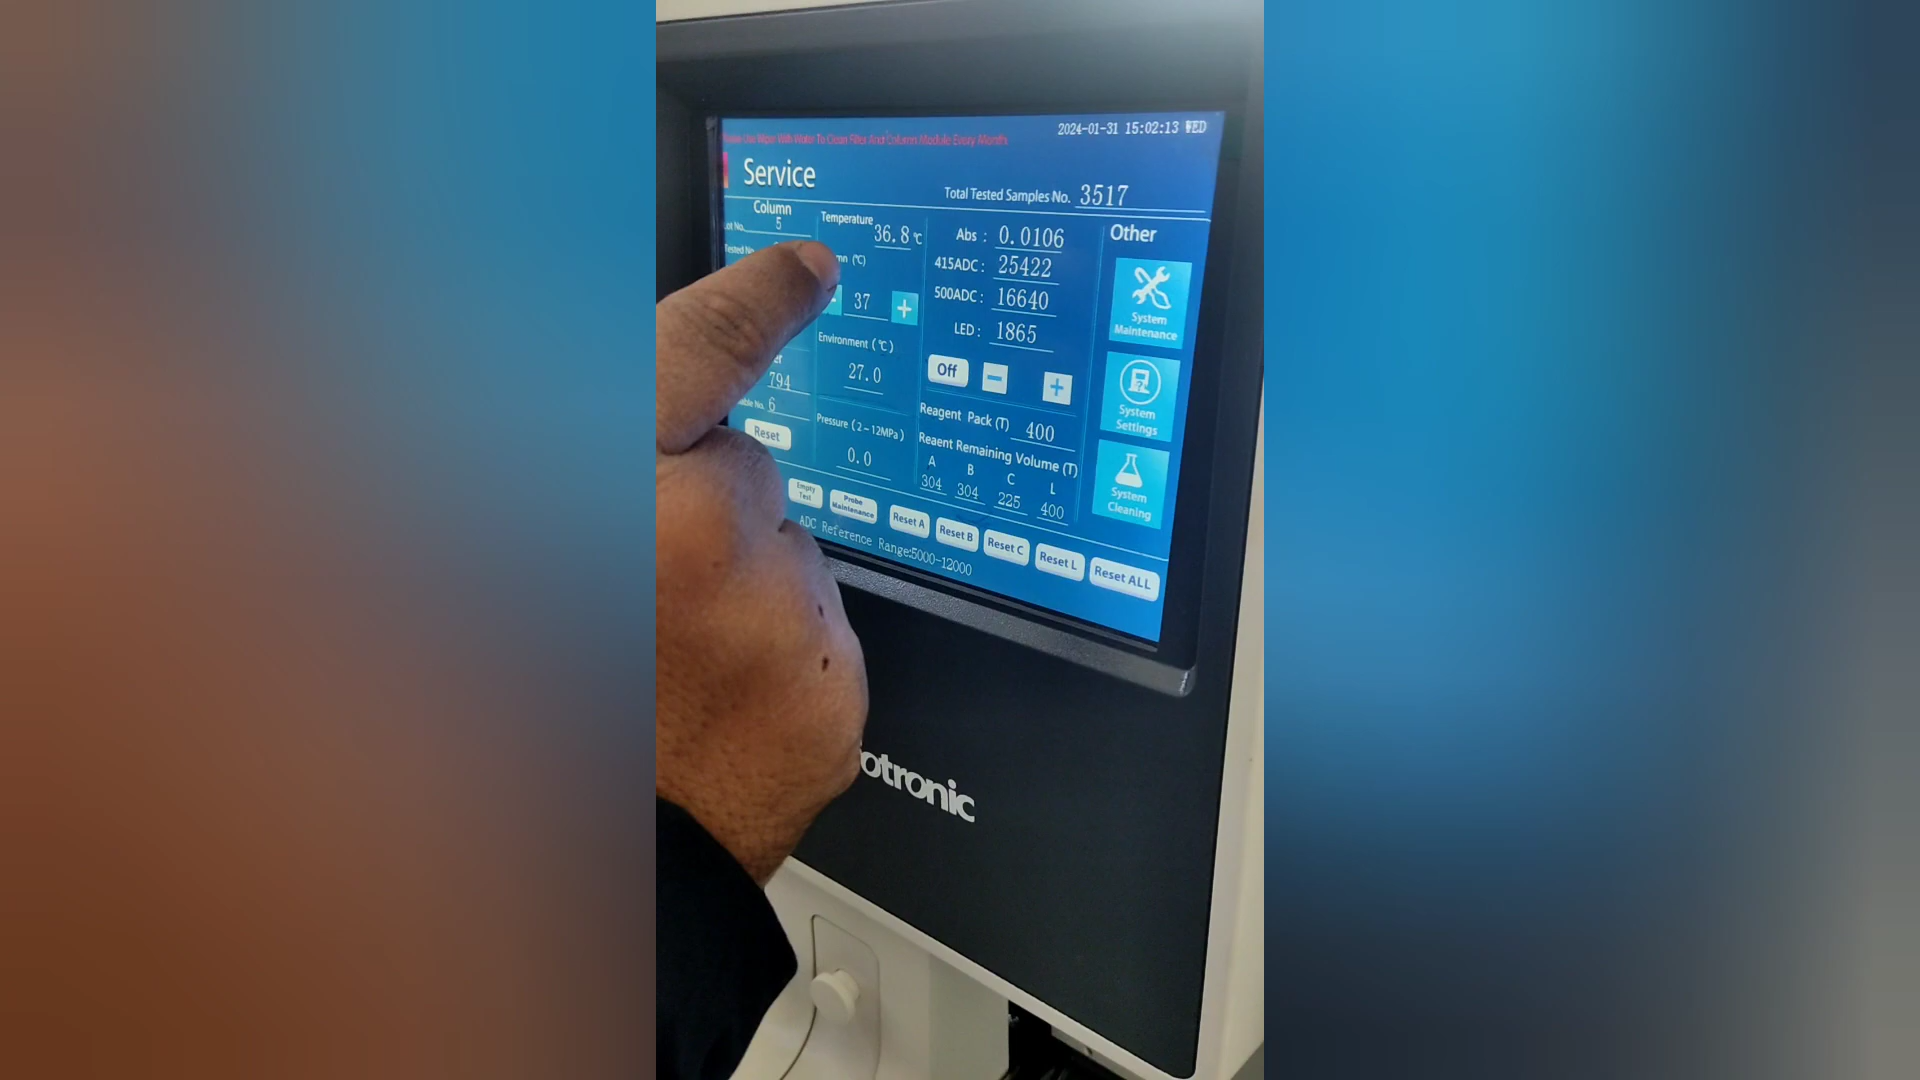 Use Wiper With Water To Clean Filter And Column Module Every Month
2024-01-31 15:02:13 WED
Service
Total Tested Samples No. 3517
Column
Lot No. 5
Tested No.
Temperature
36.8 ℃
mn (℃)
37 +
Environment (℃)
27.0
Pressure (2-12MPa)
0.0
er
794
able No. 6
Reset
Abs : 0.0106
415ADC : 25422
500ADC : 16640
LED : 1865
Off - +
Reagent Pack (T) 400
Reaent Remaining Volume (T)
A B C L
304 304 225 400
Other
System Maintenance
System Settings
System Cleaning
Empty Test
Probe Maintenance
Reset A
Reset B
Reset C
Reset L
Reset ALL
ADC Reference Range:5000-12000
otronic